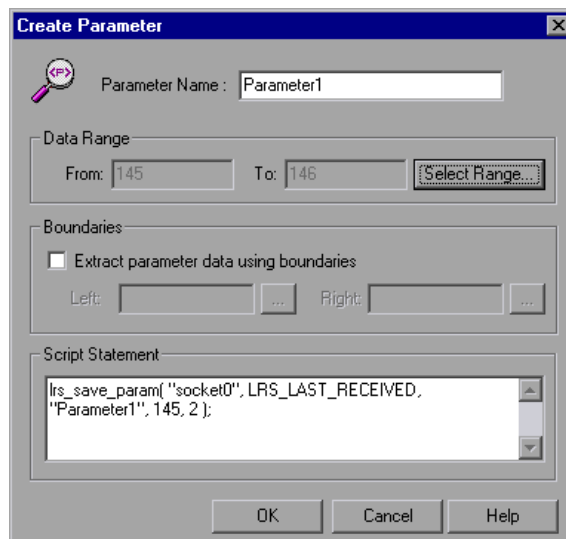 Create Parameter
<P>
Parameter Name :
Parameter1
Data Range
From: 145 To: 146 Select Range...
Boundaries
Extract parameter data using boundaries
Left: ... Right: ...
Script Statement
lrs_save_param( "socket0", LRS_LAST_RECEIVED,
"Parameter1", 145, 2 );
OK Cancel Help